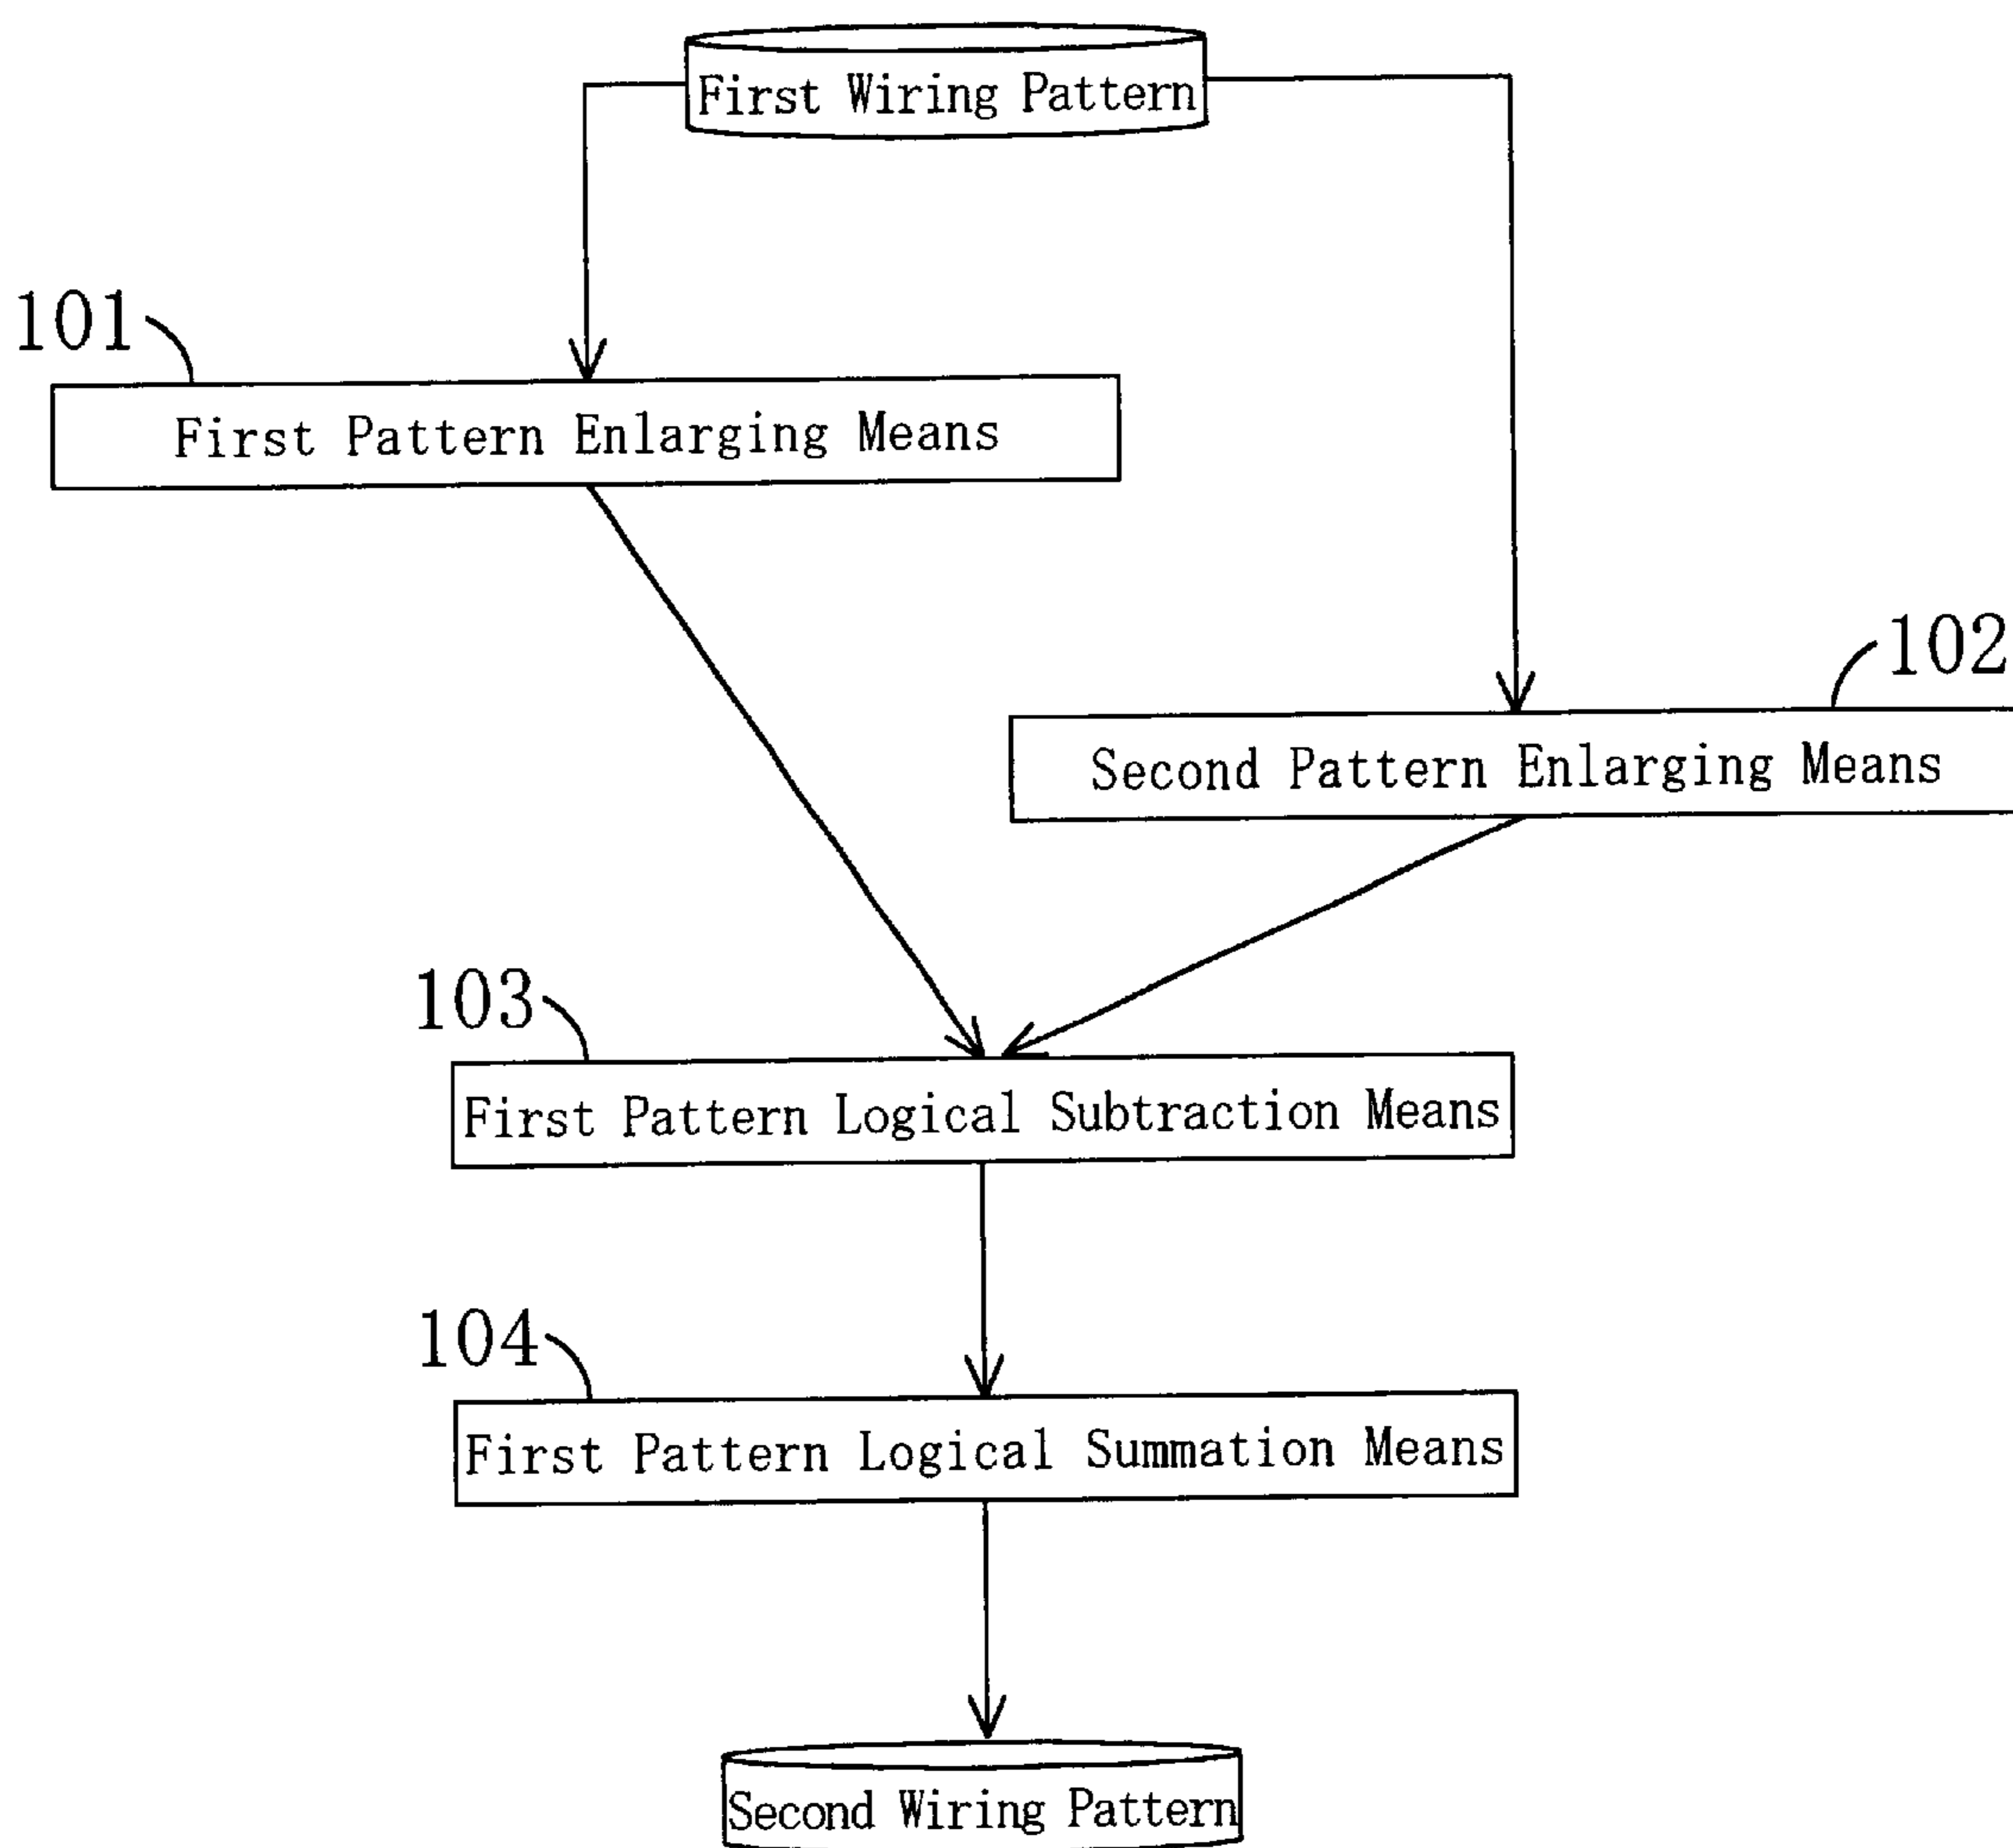 First Wiring Pattern
101
First Pattern Enlarging Means
102
Second Pattern Enlarging Means
103
First Pattern Logical Subtraction Means
104
First Pattern Logical Summation Means
Second Wiring Pattern